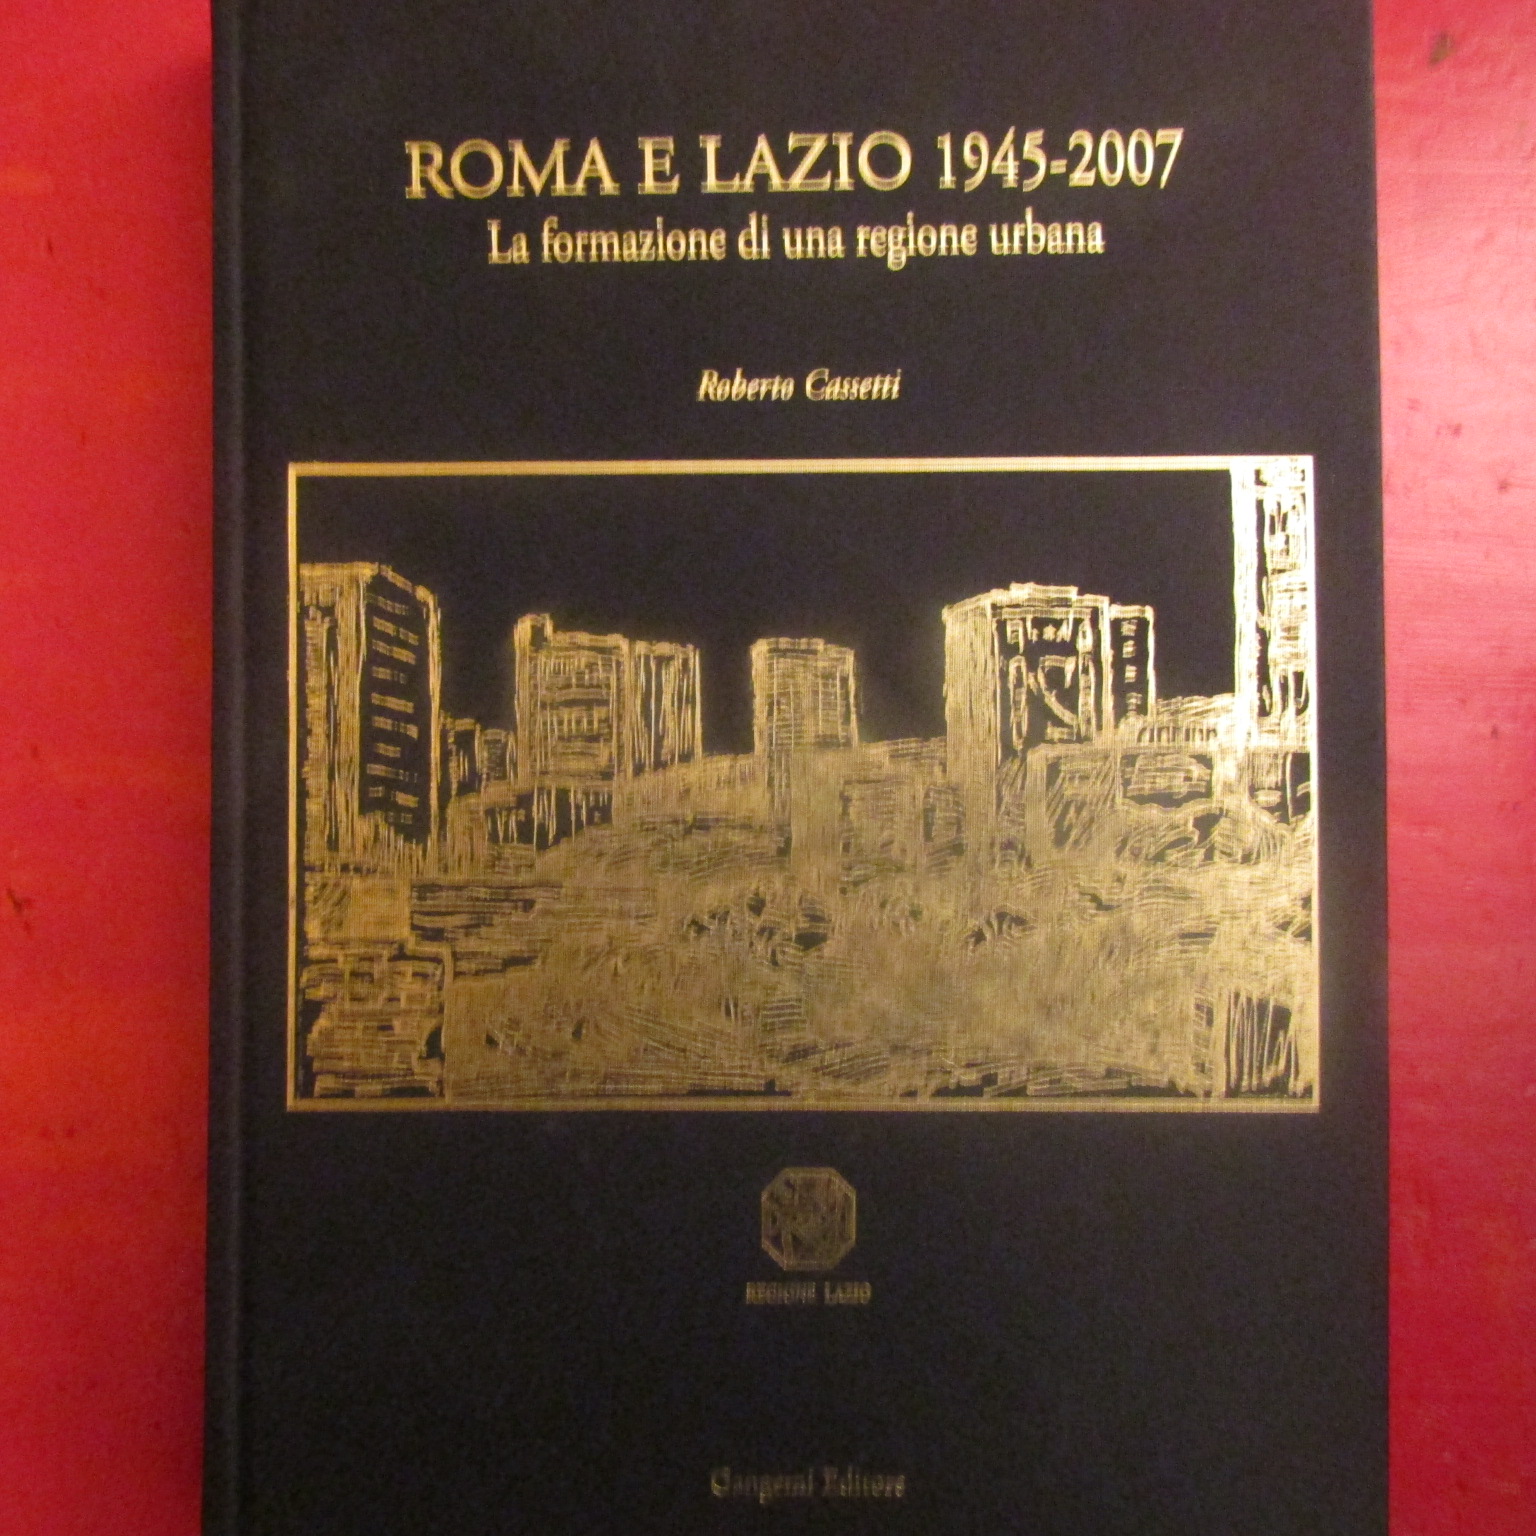 ROMA E LAZIO 1945-2007
La formazione di una regione urbana
Roberto Cassetti
REGIONE LAZIO
Gangemi Editore